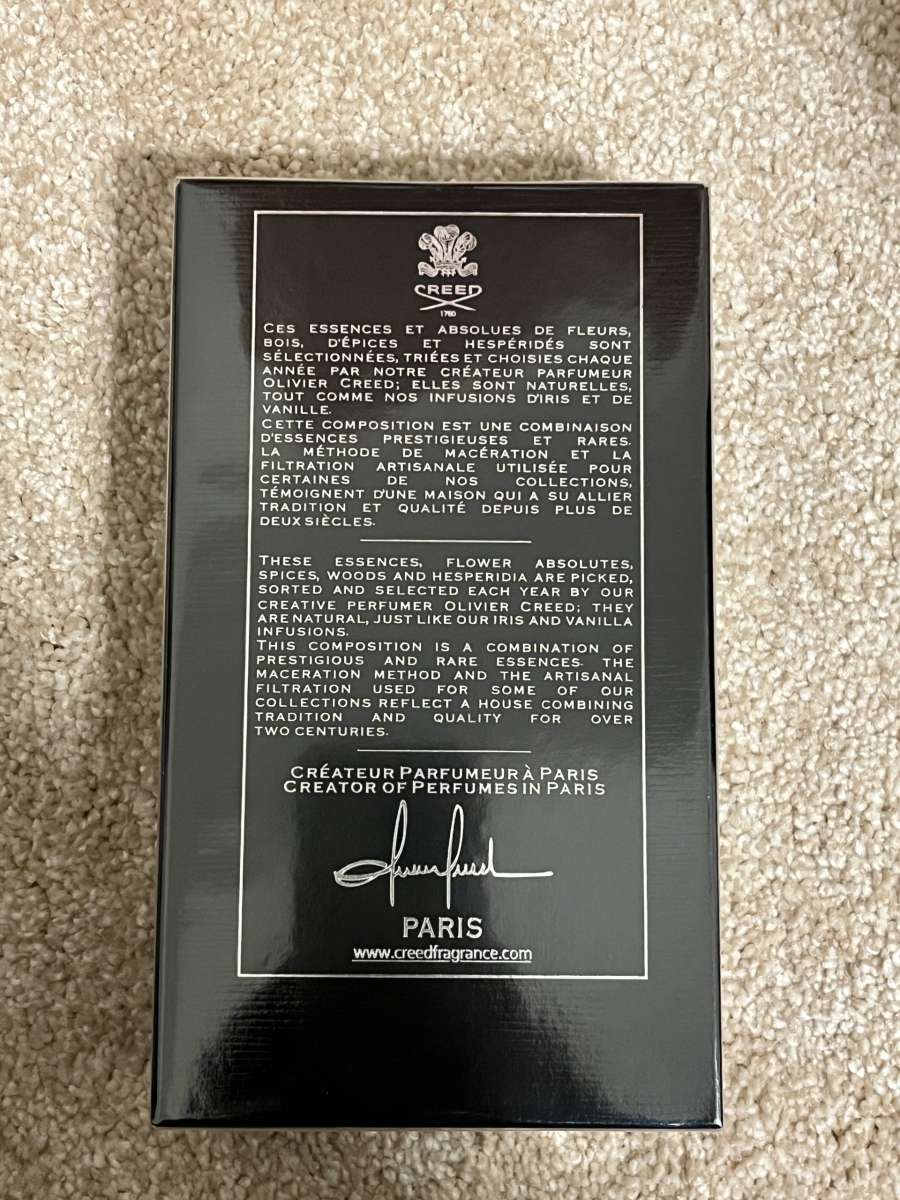 CREED
1760
CES ESSENCES ET ABSOLUES DE FLEURS,
BOIS, D'ÉPICES ET HESPÉRIDÉS SONT
SÉLECTIONNÉES, TRIÉES ET CHOISIES CHAQUE
ANNÉE PAR NOTRE CRÉATEUR PARFUMEUR
OLIVIER CREED; ELLES SONT NATURELLES,
TOUT COMME NOS INFUSIONS D'IRIS ET DE
VANILLE.
CETTE COMPOSITION EST UNE COMBINAISON
D'ESSENCES PRESTIGIEUSES ET RARES.
LA MÉTHODE DE MACÉRATION ET LA
FILTRATION ARTISANALE UTILISÉE POUR
CERTAINES DE NOS COLLECTIONS,
TÉMOIGNENT D'UNE MAISON QUI A SU ALLIER
TRADITION ET QUALITÉ DEPUIS PLUS DE
DEUX SIÈCLES.
THESE ESSENCES, FLOWER ABSOLUTES,
SPICES, WOODS AND HESPERIDIA ARE PICKED,
SORTED AND SELECTED EACH YEAR BY OUR
CREATIVE PERFUMER OLIVIER CREED; THEY
ARE NATURAL, JUST LIKE OUR IRIS AND VANILLA
INFUSIONS.
THIS COMPOSITION IS A COMBINATION OF
PRESTIGIOUS AND RARE ESSENCES. THE
MACERATION METHOD AND THE ARTISANAL
FILTRATION USED FOR SOME OF OUR
COLLECTIONS REFLECT A HOUSE COMBINING
TRADITION AND QUALITY FOR OVER
TWO CENTURIES.
CRÉATEUR PARFUMEUR À PARIS
CREATOR OF PERFUMES IN PARIS
PARIS
www.creedfragrance.com